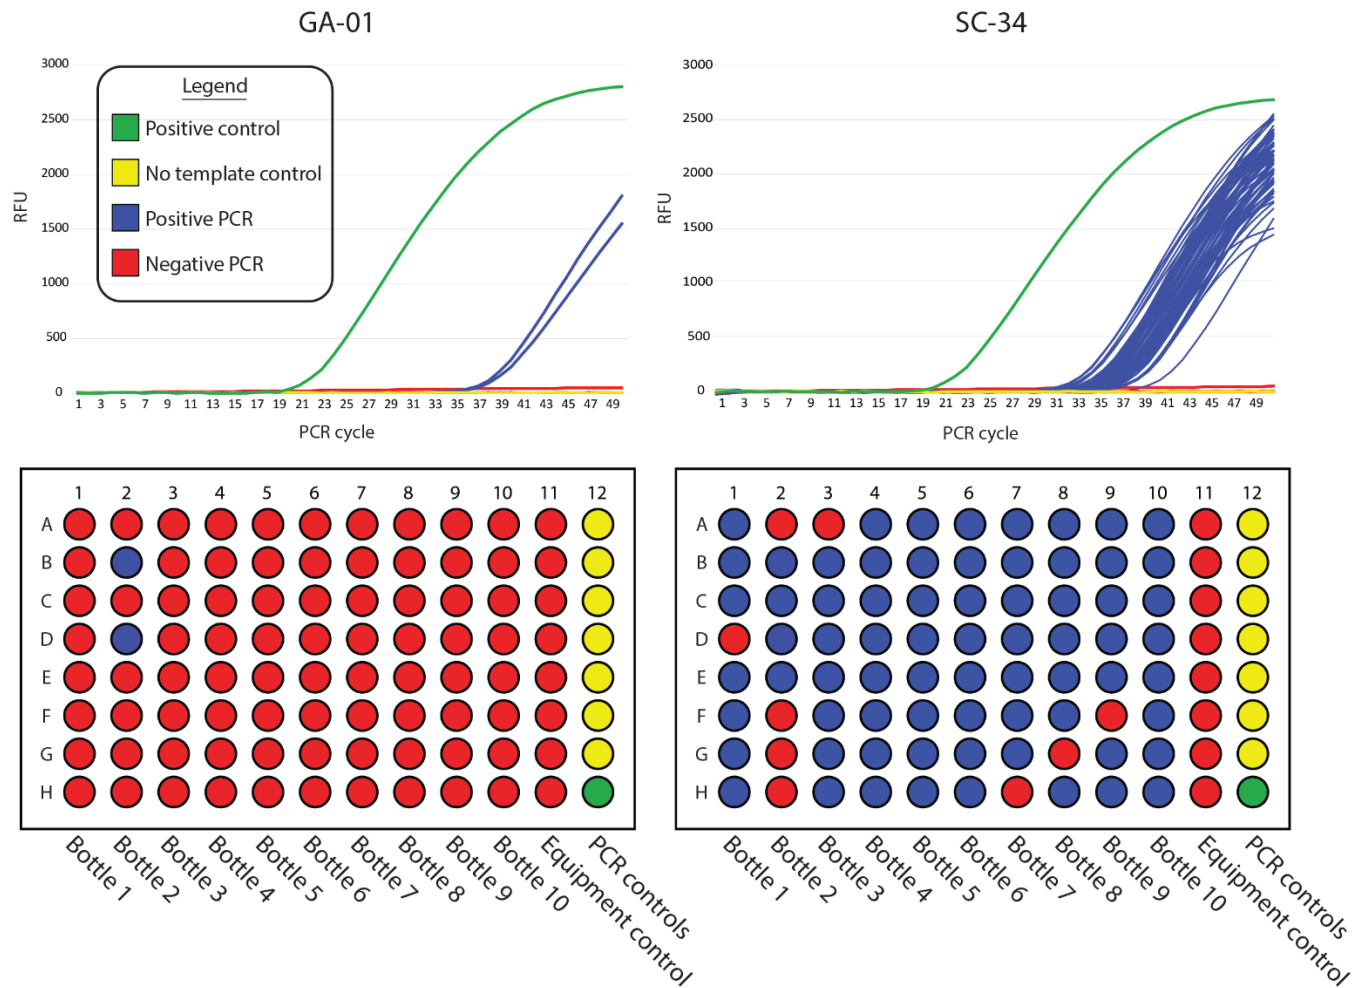 GA-01
SC-34
3000
2500
2000
1500
1000
500
0
RFU
Legend
Positive control
No template control
Positive PCR
Negative PCR
1 3 5 7 9 11 13 15 17 19 21 23 25 27 29 31 33 35 37 39 41 43 45 47 49
PCR cycle
3000
2500
2000
1500
1000
500
0
RFU
1 3 5 7 9 11 13 15 17 19 21 23 25 27 29 31 33 35 37 39 41 43 45 47 49
PCR cycle
1 2 3 4 5 6 7 8 9 10 11 12
A
B
C
D
E
F
G
H
Bottle 1
Bottle 2
Bottle 3
Bottle 4
Bottle 5
Bottle 6
Bottle 7
Bottle 8
Bottle 9
Bottle 10
Equipment control
PCR controls
1 2 3 4 5 6 7 8 9 10 11 12
A
B
C
D
E
F
G
H
Bottle 1
Bottle 2
Bottle 3
Bottle 4
Bottle 5
Bottle 6
Bottle 7
Bottle 8
Bottle 9
Bottle 10
Equipment control
PCR controls